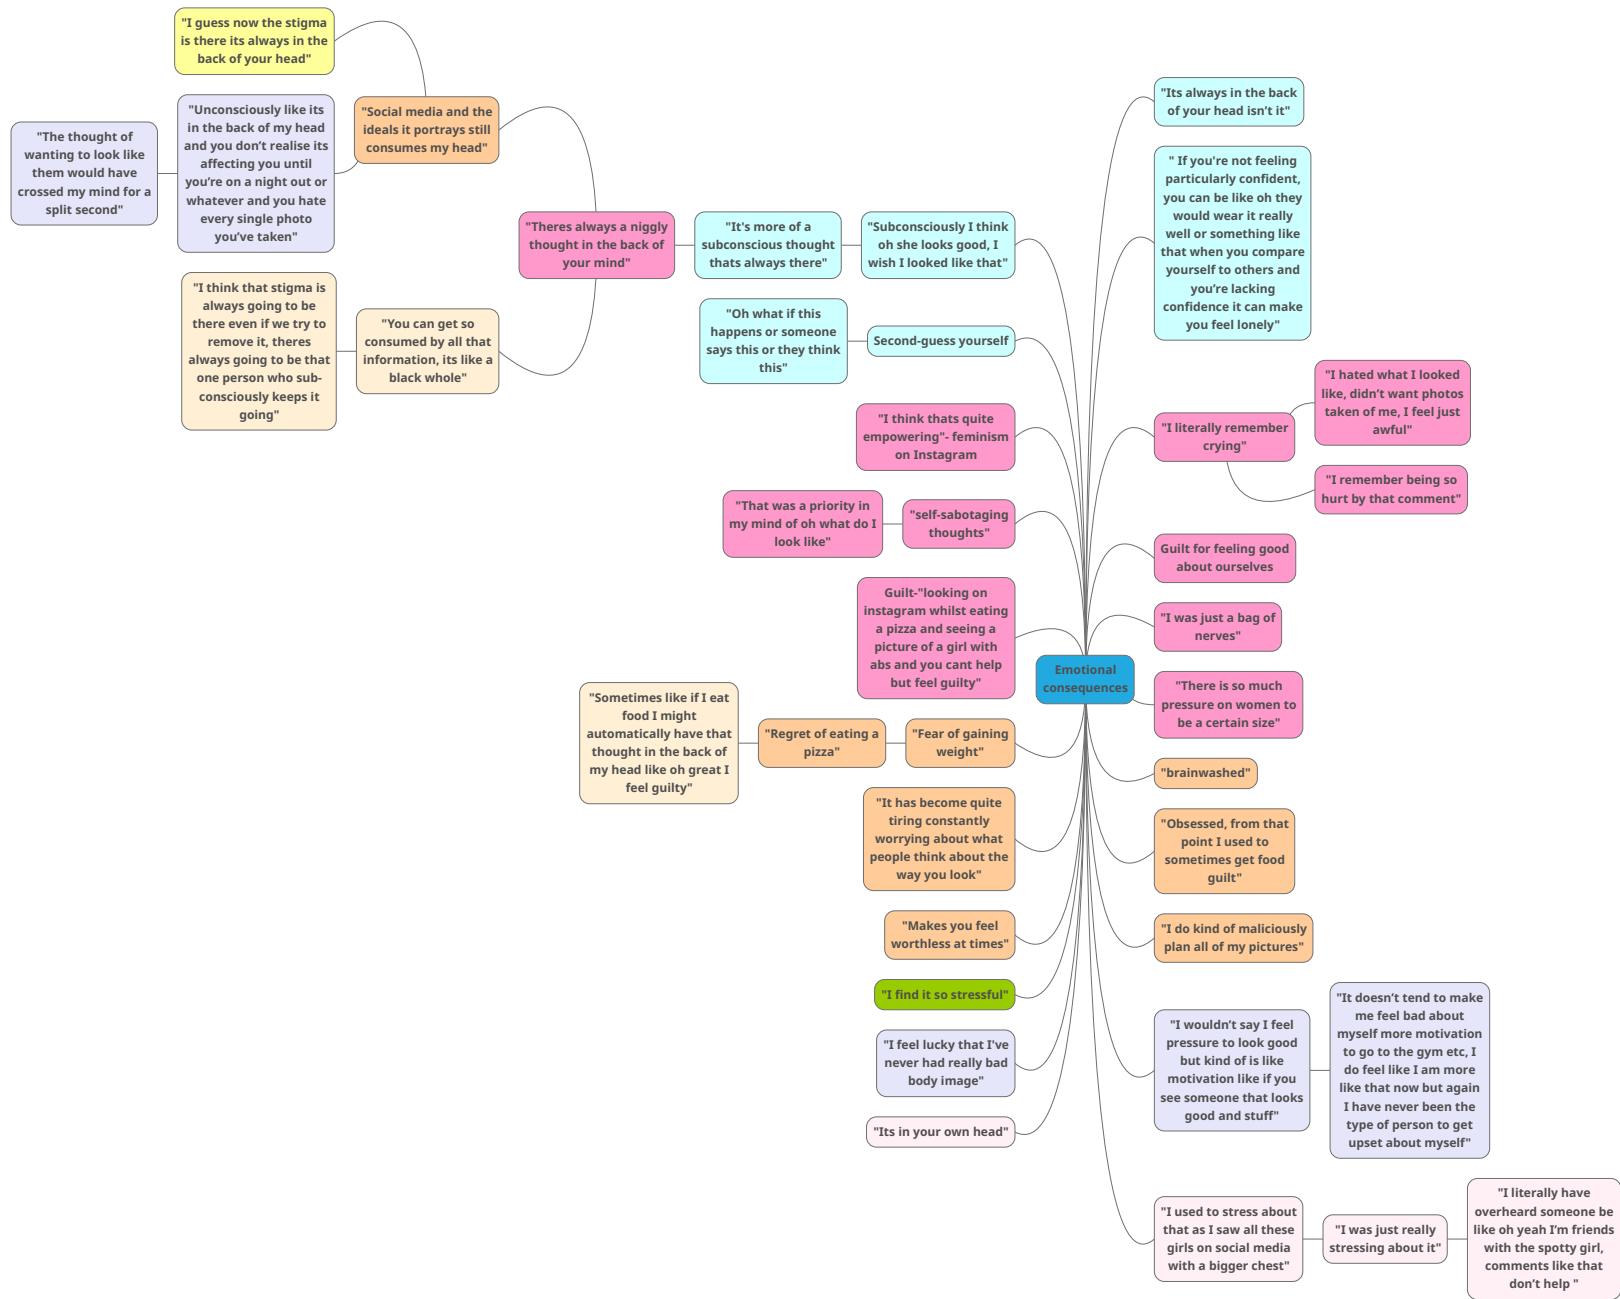 "I guess now the stigma
is there its always in the
back of your head"
"Unconsciously like its
in the back of my head
and you don’t realise its
affecting you until
you’re on a night out or
whatever and you hate
every single photo
you’ve taken"
"The thought of
wanting to look like
them would have
crossed my mind for a
split second"
"Social media and the
ideals it portrays still
consumes my head"
"Theres always a niggly
thought in the back of
your mind"
"It's more of a
subconscious thought
thats always there"
"Subconsciously I think
oh she looks good, I
wish I looked like that"
"I think that stigma is
always going to be
there even if we try to
remove it, theres
always going to be that
one person who sub-
consciously keeps it
going"
"You can get so
consumed by all that
information, its like a
black whole"
"Oh what if this
happens or someone
says this or they think
this"
Second-guess yourself
"I think thats quite
empowering"- feminism
on Instagram
"That was a priority in
my mind of oh what do I
look like"
"self-sabotaging
thoughts"
Guilt-"looking on
instagram whilst eating
a pizza and seeing a
picture of a girl with
abs and you cant help
but feel guilty"
"Sometimes like if I eat
food I might
automatically have that
thought in the back of
my head like oh great I
feel guilty"
"Regret of eating a
pizza"
"Fear of gaining
weight"
"It has become quite
tiring constantly
worrying about what
people think about the
way you look"
"Makes you feel
worthless at times"
"I find it so stressful"
"I feel lucky that I've
never had really bad
body image"
"Its in your own head"
Emotional
consequences
"Its always in the back
of your head isn’t it"
" If you're not feeling
particularly confident,
you can be like oh they
would wear it really
well or something like
that when you compare
yourself to others and
you’re lacking
confidence it can make
you feel lonely"
"I literally remember
crying"
"I hated what I looked
like, didn’t want photos
taken of me, I feel just
awful"
"I remember being so
hurt by that comment"
Guilt for feeling good
about ourselves
"I was just a bag of
nerves"
"There is so much
pressure on women to
be a certain size"
"brainwashed"
"Obsessed, from that
point I used to
sometimes get food
guilt"
"I do kind of maliciously
plan all of my pictures"
"I wouldn’t say I feel
pressure to look good
but kind of is like
motivation like if you
see someone that looks
good and stuff"
"It doesn’t tend to make
me feel bad about
myself more motivation
to go to the gym etc, I
do feel like I am more
like that now but again
I have never been the
type of person to get
upset about myself"
"I used to stress about
that as I saw all these
girls on social media
with a bigger chest"
"I was just really
stressing about it"
"I literally have
overheard someone be
like oh yeah I’m friends
with the spotty girl,
comments like that
don’t help "